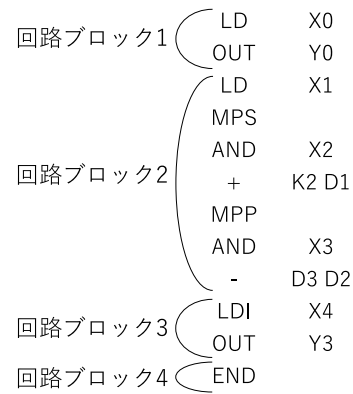 回路ブロック1
LD X0
OUT Y0
回路ブロック2
LD X1
MPS
AND X2
+ K2 D1
MPP
AND X3
- D3 D2
回路ブロック3
LDI X4
OUT Y3
回路ブロック4
END